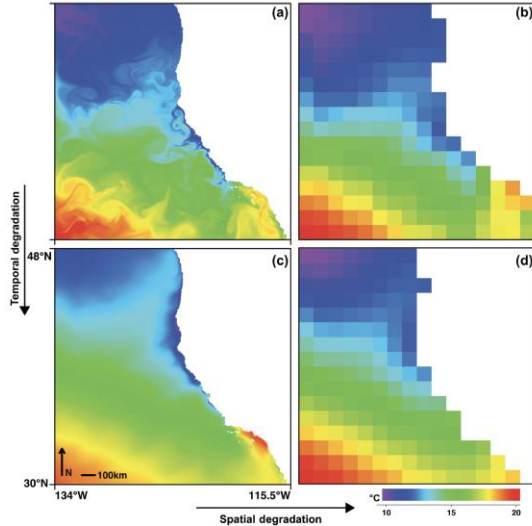 (a)
(b)
Temporal degradation
48°N
(c)
(d)
N
100km
30°N
134°W
115.5°W
°C
10
15
20
Spatial degradation